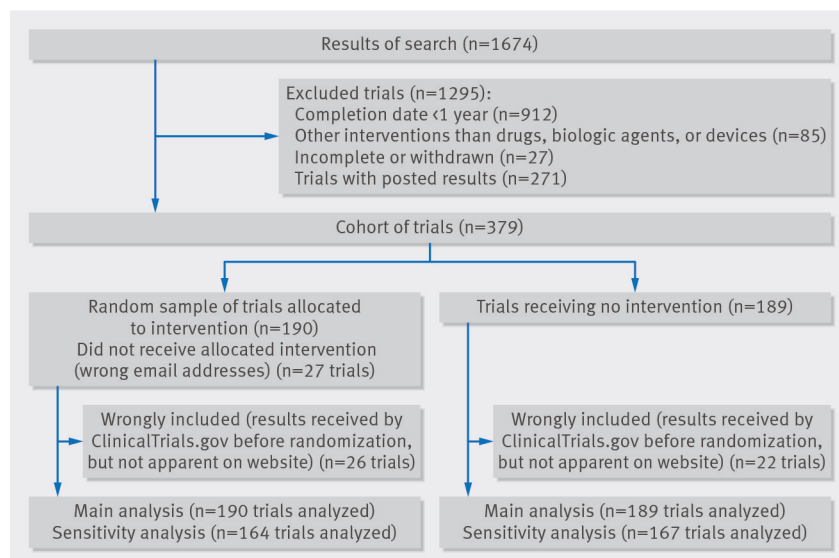 Results of search (n=1674)
Excluded trials (n=1295):
Completion date <1 year (n=912)
Other interventions than drugs, biologic agents, or devices (n=85)
Incomplete or withdrawn (n=27)
Trials with posted results (n=271)
Cohort of trials (n=379)
Random sample of trials allocated
to intervention (n=190)
Did not receive allocated intervention
(wrong email addresses) (n=27 trials)
Trials receiving no intervention (n=189)
Wrongly included (results received by
ClinicalTrials.gov before randomization,
but not apparent on website) (n=26 trials)
Wrongly included (results received by
ClinicalTrials.gov before randomization,
but not apparent on website) (n=22 trials)
Main analysis (n=190 trials analyzed)
Sensitivity analysis (n=164 trials analyzed)
Main analysis (n=189 trials analyzed)
Sensitivity analysis (n=167 trials analyzed)